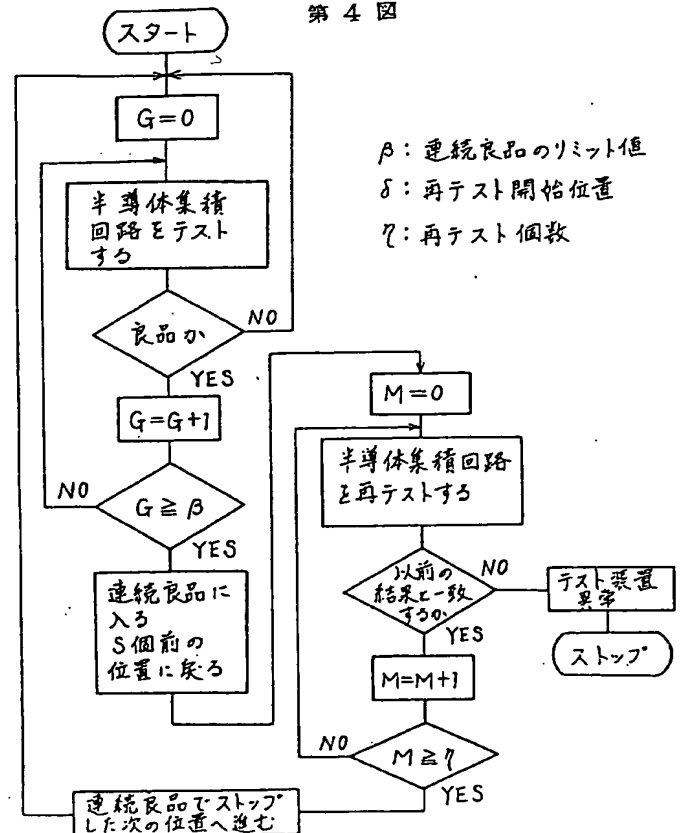 第 4 図
スタート
G=0
β: 連続良品のリミット値
δ: 再テスト開始位置
η: 再テスト個数
半導体集積
回路をテスト
する
良品か
NO
YES
G=G+1
G≧β
NO
YES
連続良品に
入る
δ個前の
位置に戻る
M=0
半導体集積回路
を再テストする
以前の
結果と一致
するか
NO
YES
テスト装置
異常
ストップ
M=M+1
M≧η
NO
YES
連続良品でストップ
した次の位置へ進む